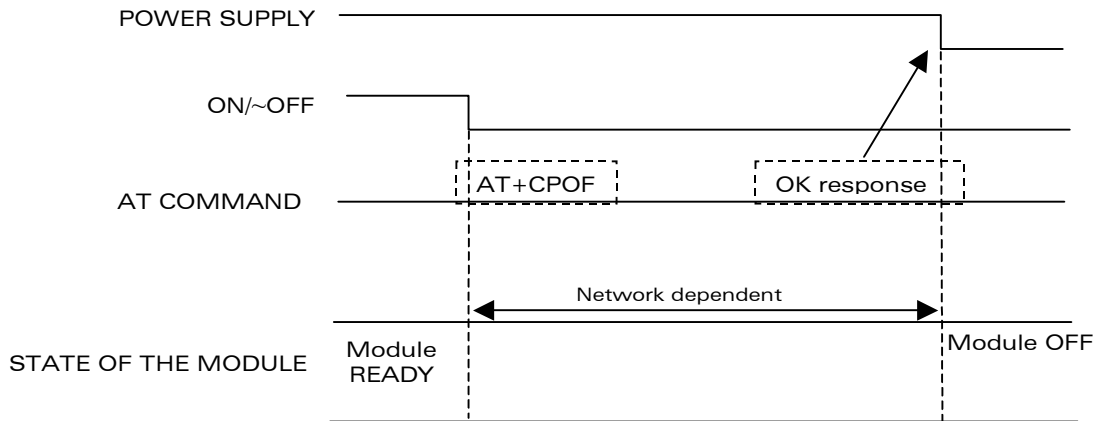 POWER SUPPLY
ON/~OFF
AT COMMAND
AT+CPOF
OK response
Network dependent
STATE OF THE MODULE
Module
READY
Module OFF